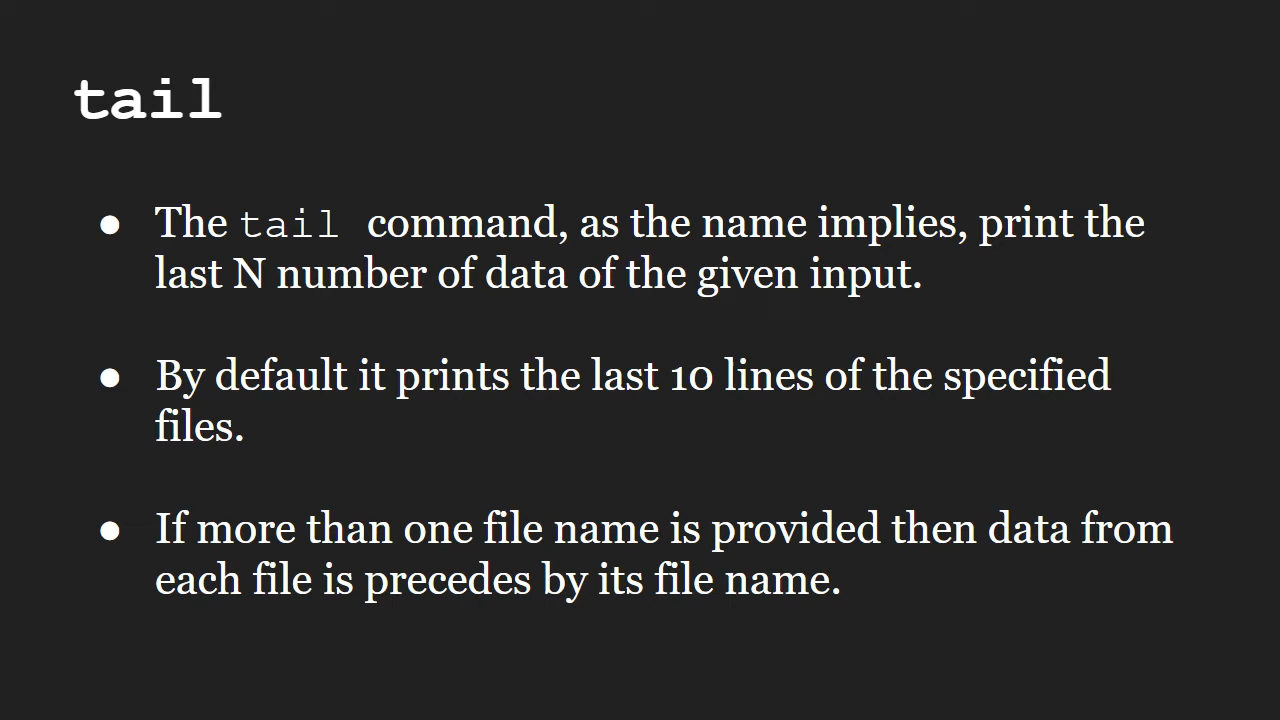 tail
● The tail command, as the name implies, print the
last N number of data of the given input.
● By default it prints the last 10 lines of the specified
files.
● If more than one file name is provided then data from
each file is precedes by its file name.